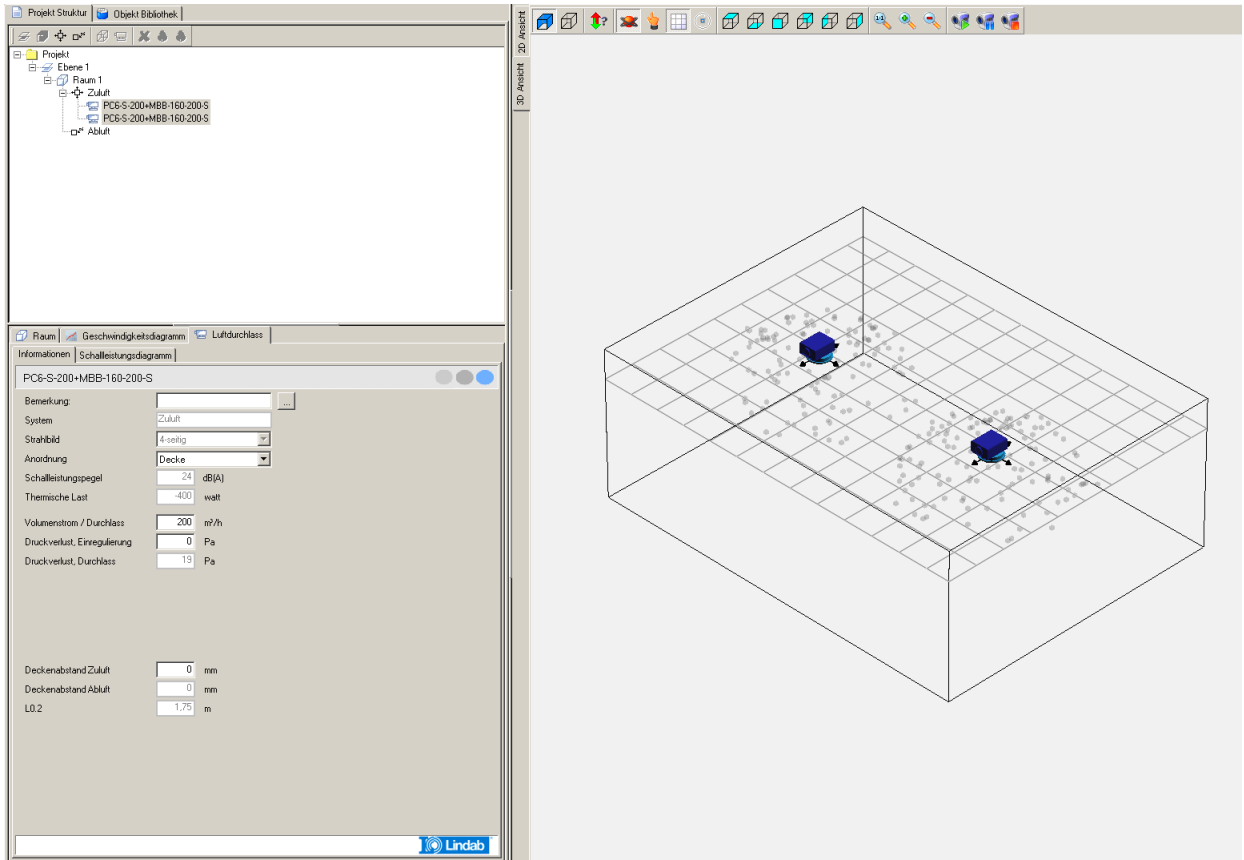 Projekt Struktur Objekt Bibliothek
Projekt
Ebene 1
Raum 1
Zuluft
PC6-S-200+MBB-160-200-S
PC6-S-200+MBB-160-200-S
Abluft
2D Ansicht
3D Ansicht
?
1:1
Raum Geschwindigkeitsdiagramm Luftdurchlass
Informationen Schallleistungsdiagramm
PC6-S-200+MBB-160-200-S
Bemerkung: ...
System Zuluft
Strahlbild 4-seitig
Anordnung Decke
Schallleistungspegel 24 dB(A)
Thermische Last -400 watt
Volumenstrom / Durchlass 200 m³/h
Druckverlust, Einregulierung 0 Pa
Druckverlust, Durchlass 19 Pa
Deckenabstand Zuluft 0 mm
Deckenabstand Abluft 0 mm
L0.2 1,75 m
Lindab